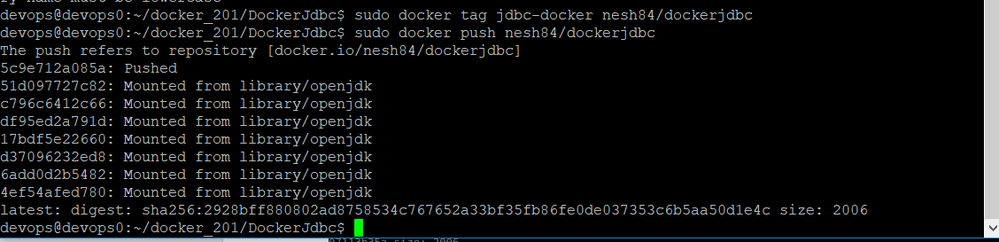 ry name must be lowercase
devops@devops0:~/docker_201/DockerJdbc$ sudo docker tag jdbc-docker nesh84/dockerjdbc
devops@devops0:~/docker_201/DockerJdbc$ sudo docker push nesh84/dockerjdbc
The push refers to repository [docker.io/nesh84/dockerjdbc]
5c9e712a085a: Pushed
51d097727c82: Mounted from library/openjdk
c796c6412c66: Mounted from library/openjdk
df95ed2a791d: Mounted from library/openjdk
17bdf5e22660: Mounted from library/openjdk
d37096232ed8: Mounted from library/openjdk
6add0d2b5482: Mounted from library/openjdk
4ef54afed780: Mounted from library/openjdk
latest: digest: sha256:2928bff880802ad8758534c767652a33bf35fb86fe0de037353c6b5aa50d1e4c size: 2006
devops@devops0:~/docker_201/DockerJdbc$
size: 2006